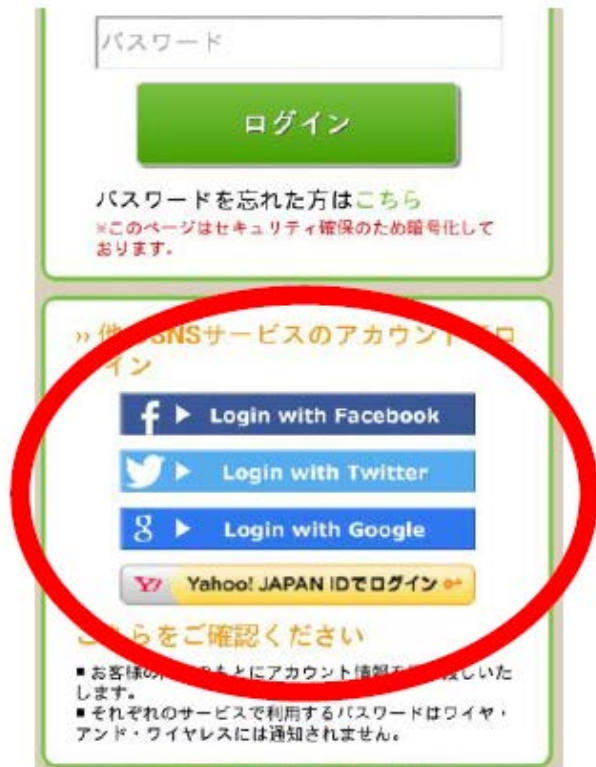 パスワード
ログイン
パスワードを忘れた方はこちら
※このページはセキュリティ確保のため暗号化して
おります。
» 他 SNSサービスのアカウント ロ
イン
f ▶ Login with Facebook
▶ Login with Twitter
g ▶ Login with Google
Y! Yahoo! JAPAN IDでログイン
こちらをご確認ください
■お客様の もとにアカウント情報を いた
します。
■それぞれのサービスで利用するパスワードはワイヤ・
アンド・ワイヤレスには通知されません。